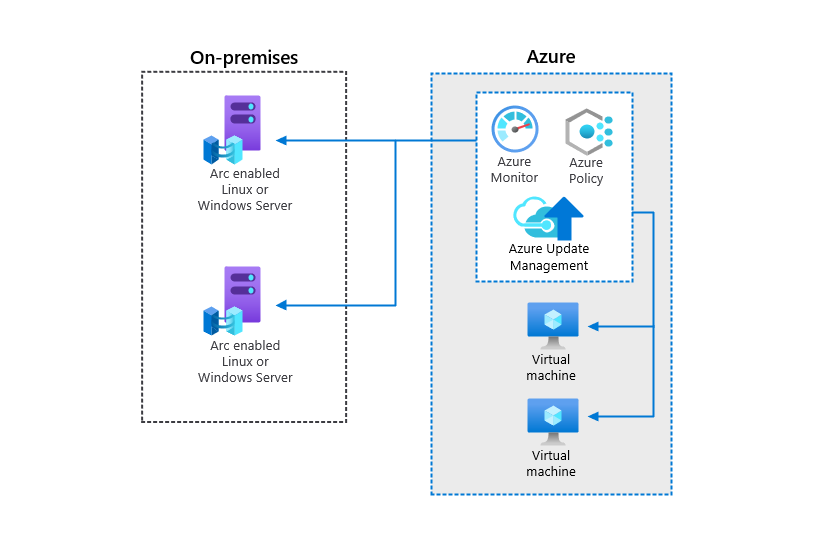 On-premises
Arc enabled
Linux or
Windows Server
Arc enabled
Linux or
Windows Server
Azure
Azure
Monitor
Azure
Policy
Azure Update
Management
Virtual
machine
Virtual
machine